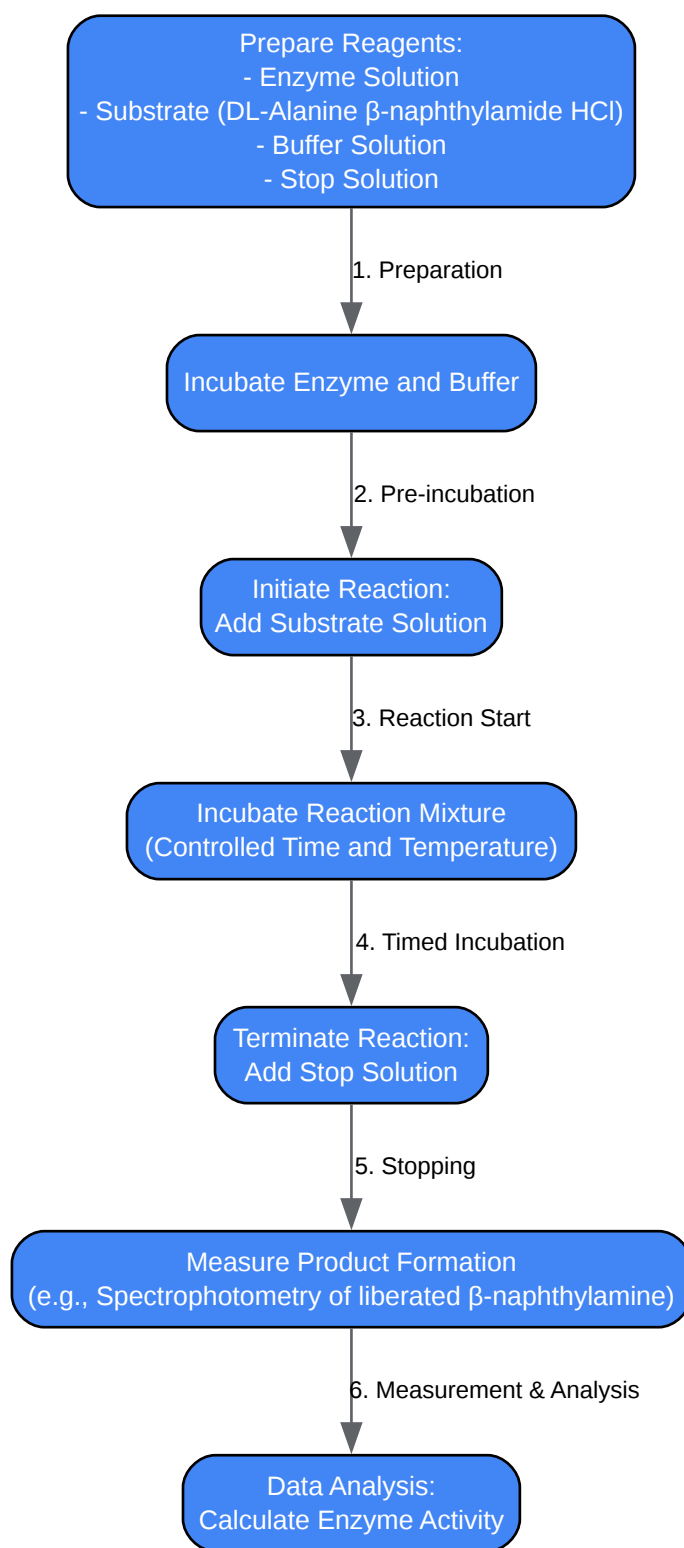 Prepare Reagents:
- Enzyme Solution
- Substrate (DL-Alanine β-naphthylamide HCl)
- Buffer Solution
- Stop Solution
1. Preparation
Incubate Enzyme and Buffer
2. Pre-incubation
Initiate Reaction:
Add Substrate Solution
3. Reaction Start
Incubate Reaction Mixture
(Controlled Time and Temperature)
4. Timed Incubation
Terminate Reaction:
Add Stop Solution
5. Stopping
Measure Product Formation
(e.g., Spectrophotometry of liberated β-naphthylamine)
6. Measurement & Analysis
Data Analysis:
Calculate Enzyme Activity